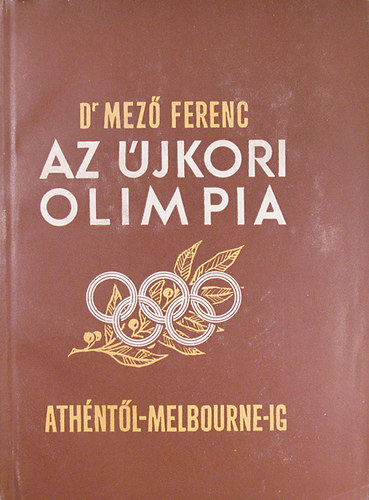 Dr MEZŐ FERENC
AZ ÚJKORI
OLIMPIA
ATHÉNTŐL-MELBOURNE-IG